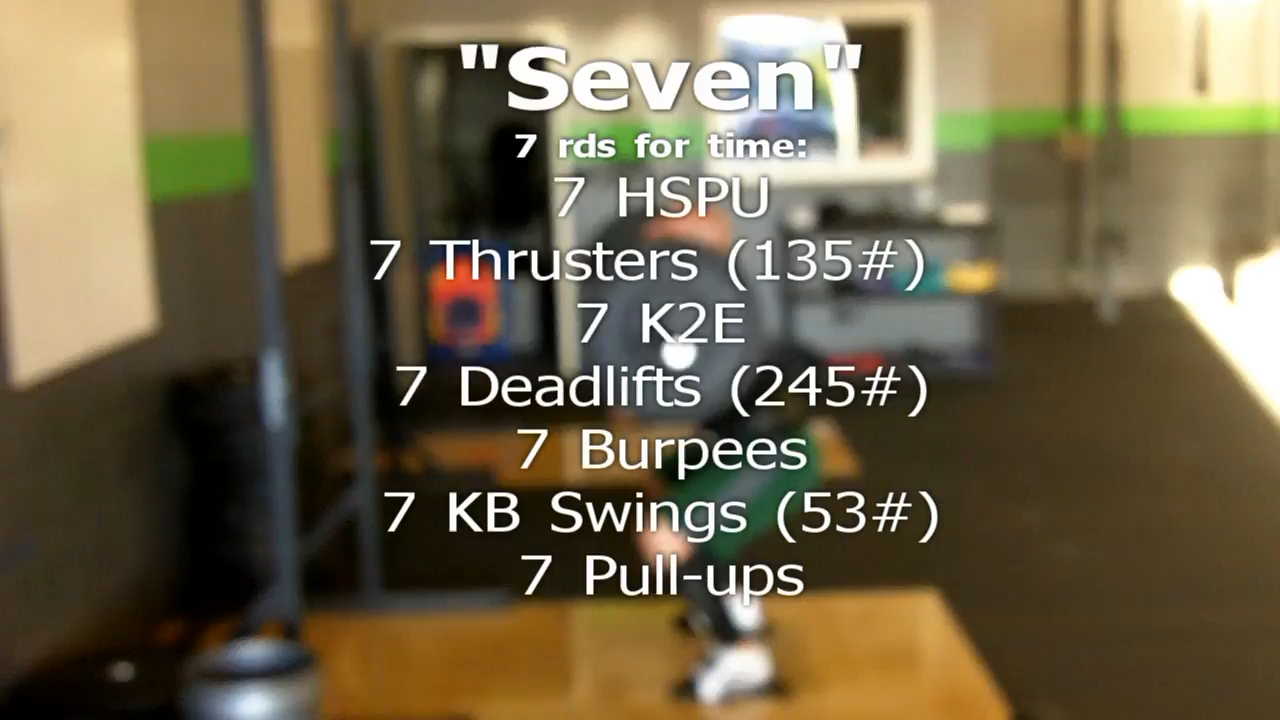 "Seven"
7 rds for time:
7 HSPU
7 Thrusters (135#)
7 K2E
7 Deadlifts (245#)
7 Burpees
7 KB Swings (53#)
7 Pull-ups